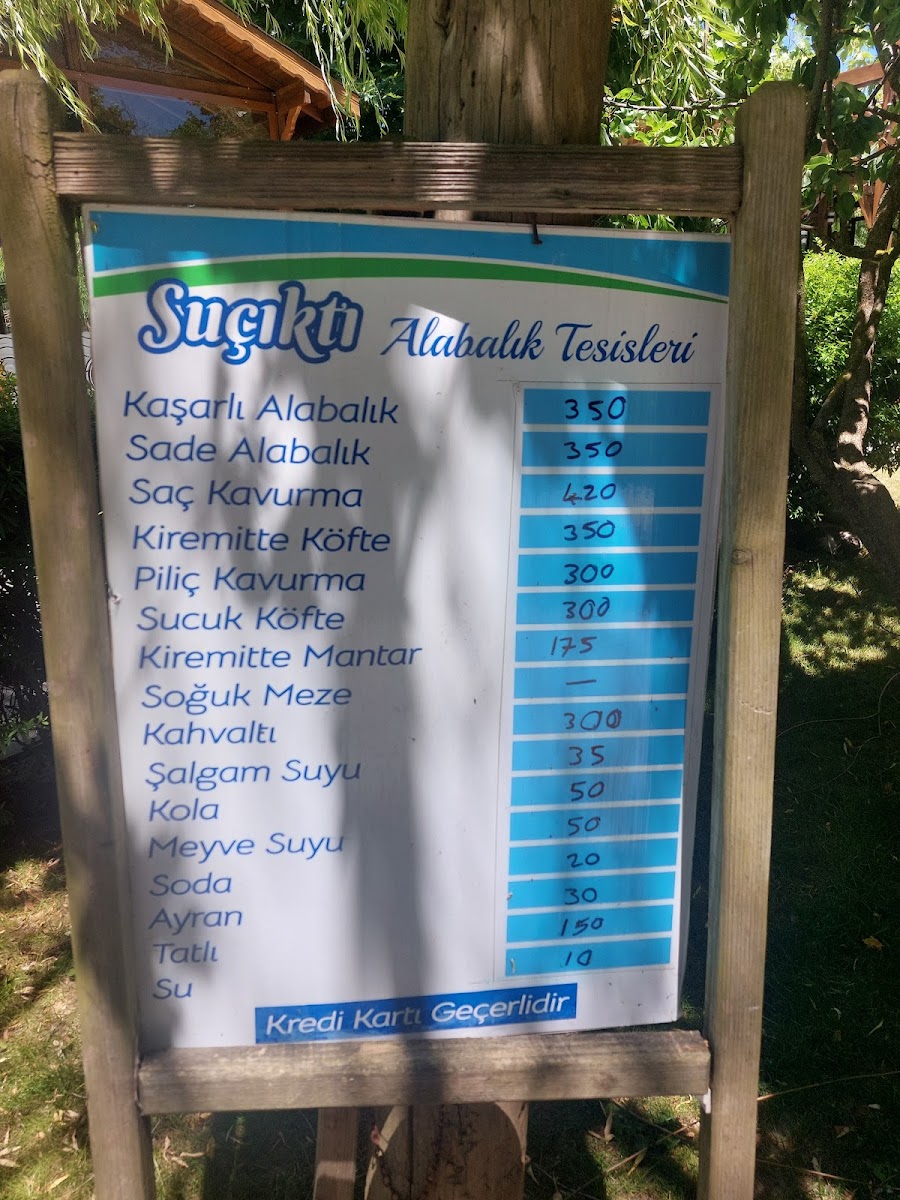 Suçıktı Alabalık Tesisleri
Kaşarlı Alabalık 350
Sade Alabalık 350
Saç Kavurma 420
Kiremitte Köfte 350
Piliç Kavurma 300
Sucuk Köfte 300
Kiremitte Mantar 175
Soğuk Meze —
Kahvaltı 300
Şalgam Suyu 35
Kola 50
Meyve Suyu 50
Soda 20
Ayran 30
Tatlı 150
Su 10
Kredi Kartı Geçerlidir